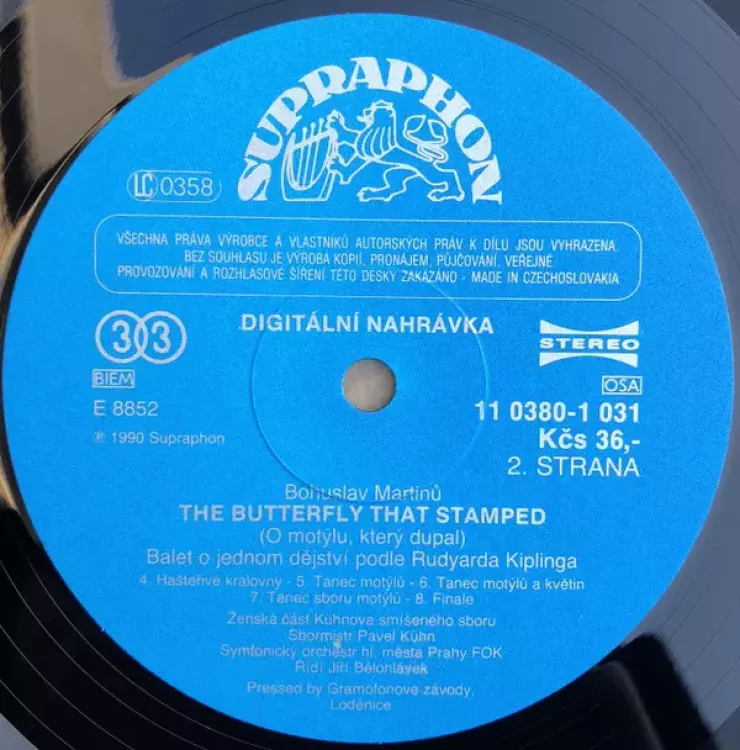 SUPRAPHON
LC 0358
VŠECHNA PRÁVA VÝROBCE A VLASTNÍKŮ AUTORSKÝCH PRÁV K DÍLU JSOU VYHRAZENA.
BEZ SOUHLASU JE VÝROBA KOPIÍ, PRONÁJEM, PŮJČOVÁNÍ, VEŘEJNÉ
PROVOZOVÁNÍ A ROZHLASOVÉ ŠÍŘENÍ TÉTO DESKY ZAKÁZÁNO - MADE IN CZECHOSLOVAKIA
DIGITÁLNÍ NAHRÁVKA
33
STEREO
BIEM
OSA
E 8852
11 0380-1 031
℗ 1990 Supraphon
Kčs 36,-
2. STRANA
Bohuslav Martinů
THE BUTTERFLY THAT STAMPED
(O motýlu, který dupal)
Balet o jednom dějství podle Rudyarda Kiplinga
4. Hašteřivé královny - 5. Tanec motýlů - 6. Tanec motýlů a květin
7. Tanec sboru motýlů - 8. Finale
Ženská část Kühnova smíšeného sboru
Sbormistr Pavel Kühn
Symfonický orchestr hl. města Prahy FOK
Řídí Jiří Bělohlávek
Pressed by Gramofonové závody,
Loděnice